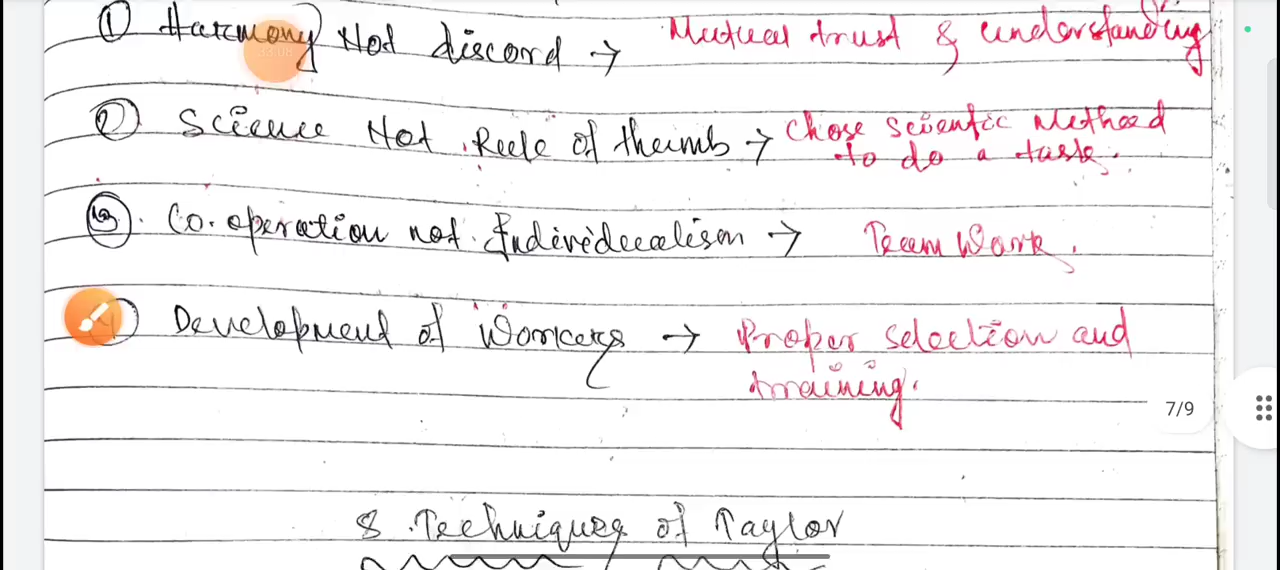 ① Harmony Not discord → Mutual trust & understanding
② Science Not Rule of thumb → Chose scientic Method
to do a task.
③. Co.operation not Individualism → Team Work.
Development of Workers → Proper selection and
training.
7/9
8 Techniques of Taylor